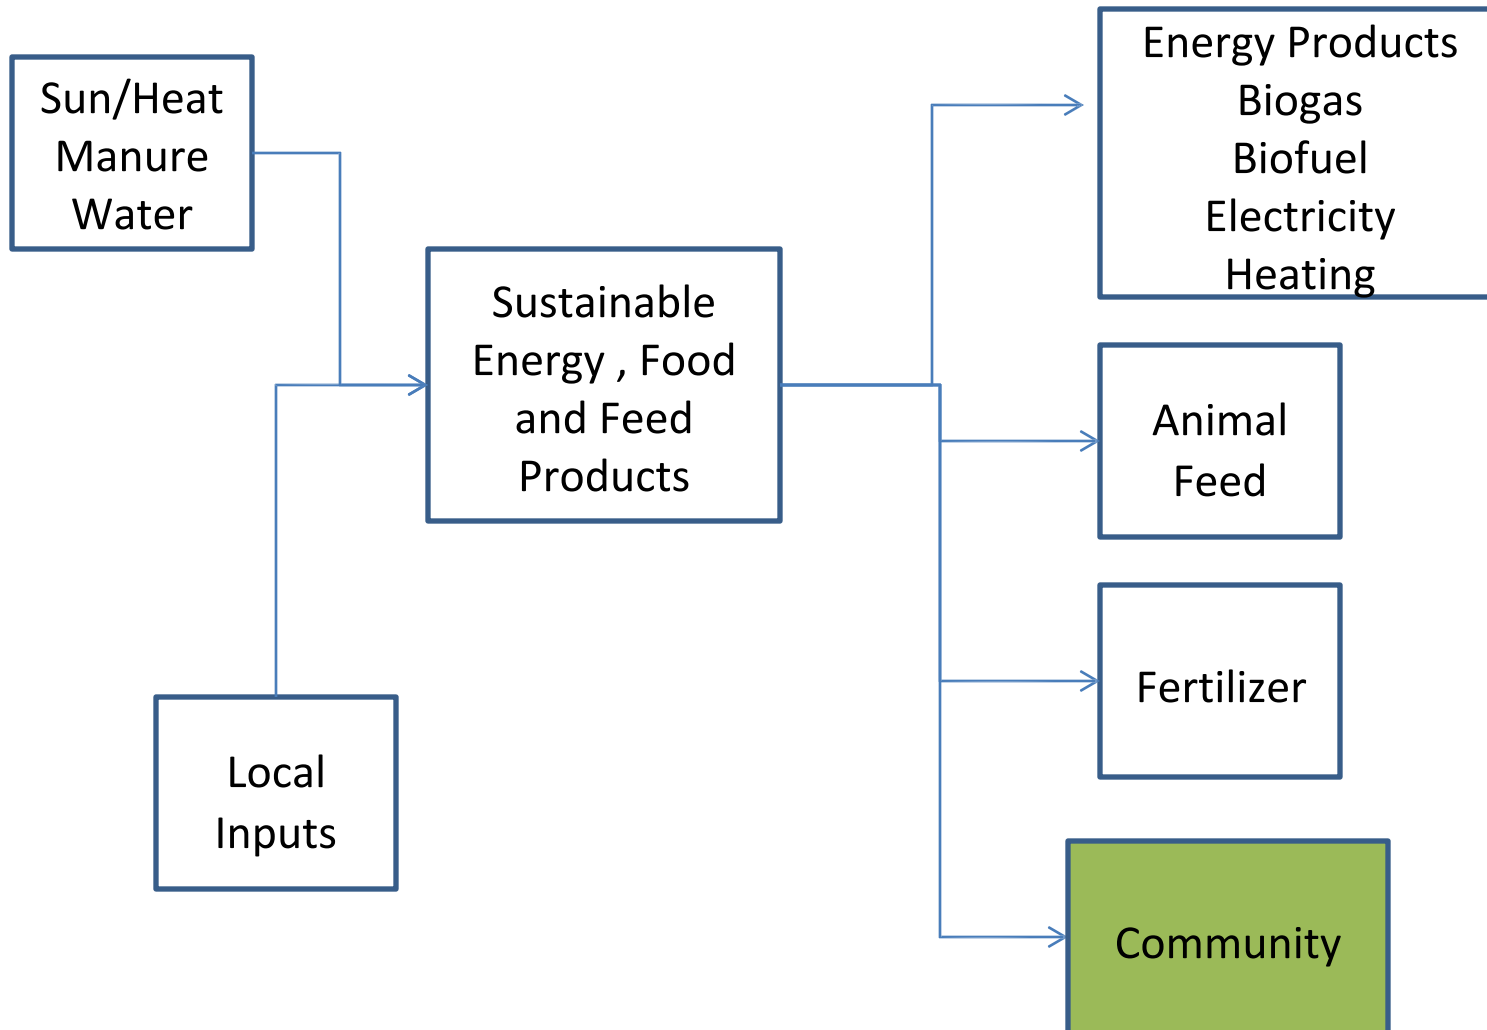 Sun/Heat
Manure
Water
Sustainable
Energy , Food
and Feed
Products
Local
Inputs
Energy Products
Biogas
Biofuel
Electricity
Heating
Animal
Feed
Fertilizer
Community